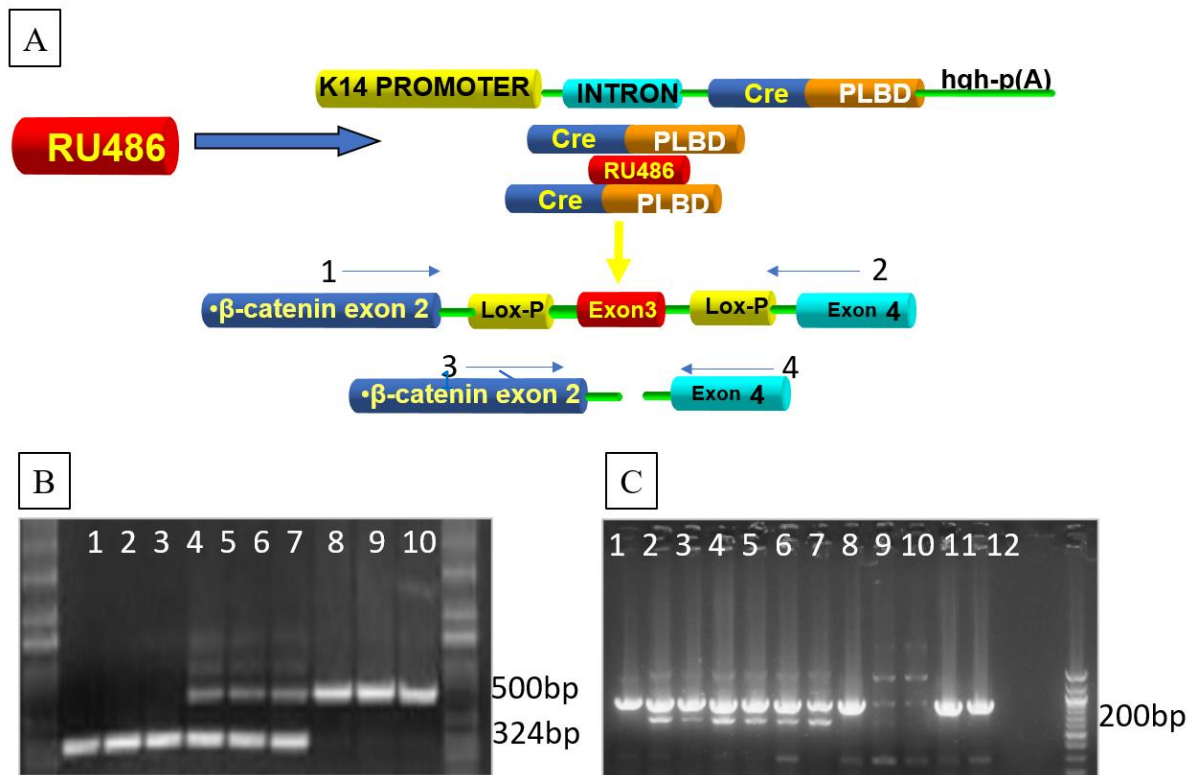 A
K14 PROMOTER INTRON Cre PLBD hgh-p(A)
RU486
Cre PLBD
RU486
Cre PLBD
1 2
•β-catenin exon 2 Lox-P Exon3 Lox-P Exon 4
3 4
•β-catenin exon 2 Exon 4
B
1 2 3 4 5 6 7 8 9 10
500bp
324bp
C
1 2 3 4 5 6 7 8 9 10 11 12
200bp